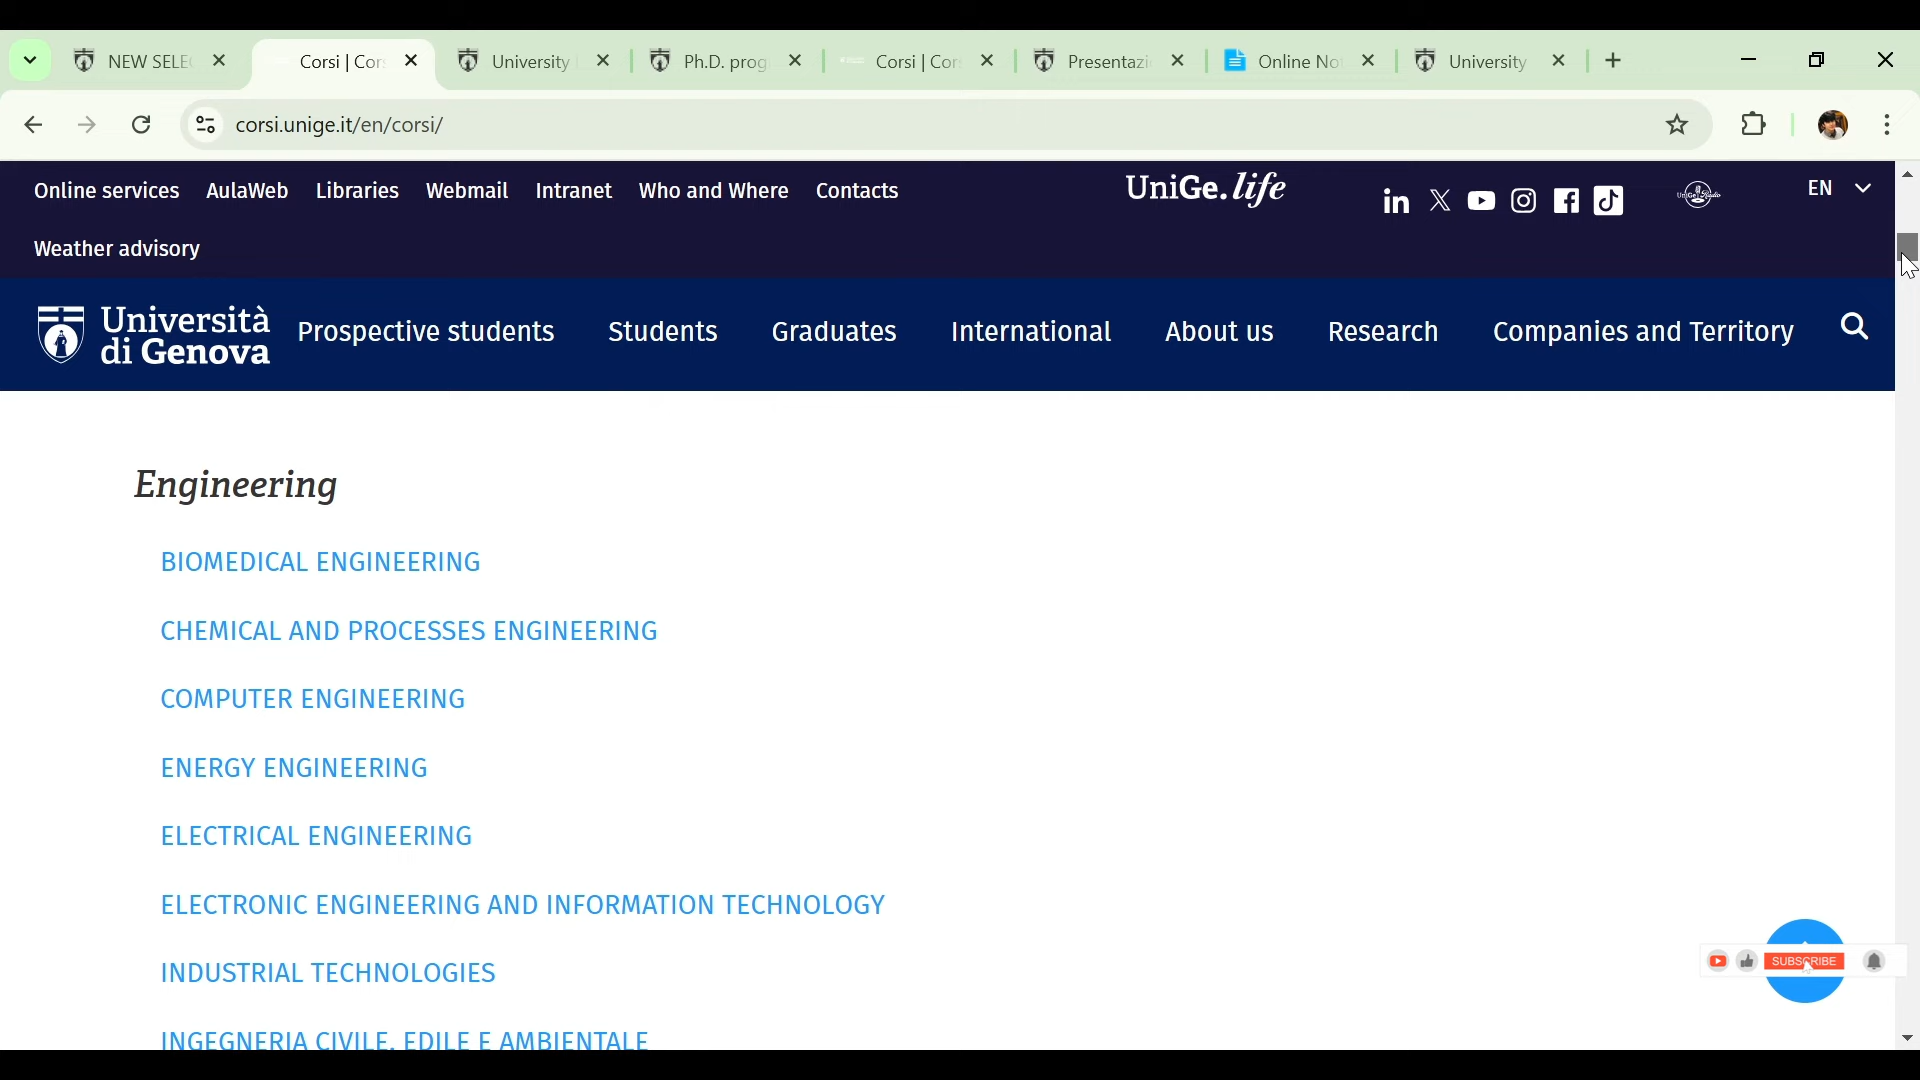 NEW SELE
Corsi | Cor
University
Ph.D. prog
Corsi | Cor
Presentazi
Online No
University
corsi.unige.it/en/corsi/
Online services AulaWeb Libraries Webmail Intranet Who and Where Contacts
UniGe.life
EN
Weather advisory
Università
di Genova
Prospective students Students Graduates International About us Research Companies and Territory
Engineering
BIOMEDICAL ENGINEERING
CHEMICAL AND PROCESSES ENGINEERING
COMPUTER ENGINEERING
ENERGY ENGINEERING
ELECTRICAL ENGINEERING
ELECTRONIC ENGINEERING AND INFORMATION TECHNOLOGY
SUBSCRIBE
INDUSTRIAL TECHNOLOGIES
INGEGNERIA CIVILE, EDILE E AMBIENTALE